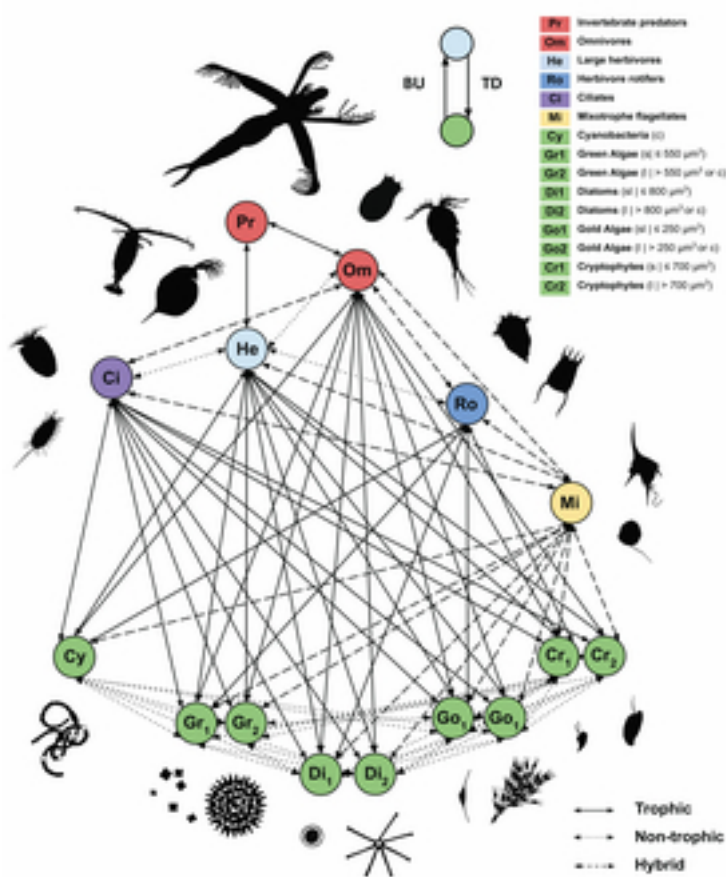 Pr Invertebrate predators
Om Omnivores
He Large herbivores
Ro Herbivore rotifers
Ci Ciliates
Mi Mixotrophe flagellates
Cy Cyanobacteria (c)
Gr1 Green Algae (s| ≤ 550 µm³)
Gr2 Green Algae (l | > 550 µm³ or c)
Di1 Diatoms (sl | ≤ 800 µm³)
Di2 Diatoms (l | > 800 µm³ or c)
Go1 Gold Algae (sl | ≤ 250 µm³)
Go2 Gold Algae (l | > 250 µm³ or c)
Cr1 Cryptophytes (s | ≤ 700 µm³)
Cr2 Cryptophytes (l | > 700 µm³)
BU TD
Pr
Om
He
Ci
Ro
Mi
Cy
Cr₁ Cr₂
Gr₁ Gr₂
Go₁ Go₁
Di₁ Di₂
Trophic
Non-trophic
Hybrid